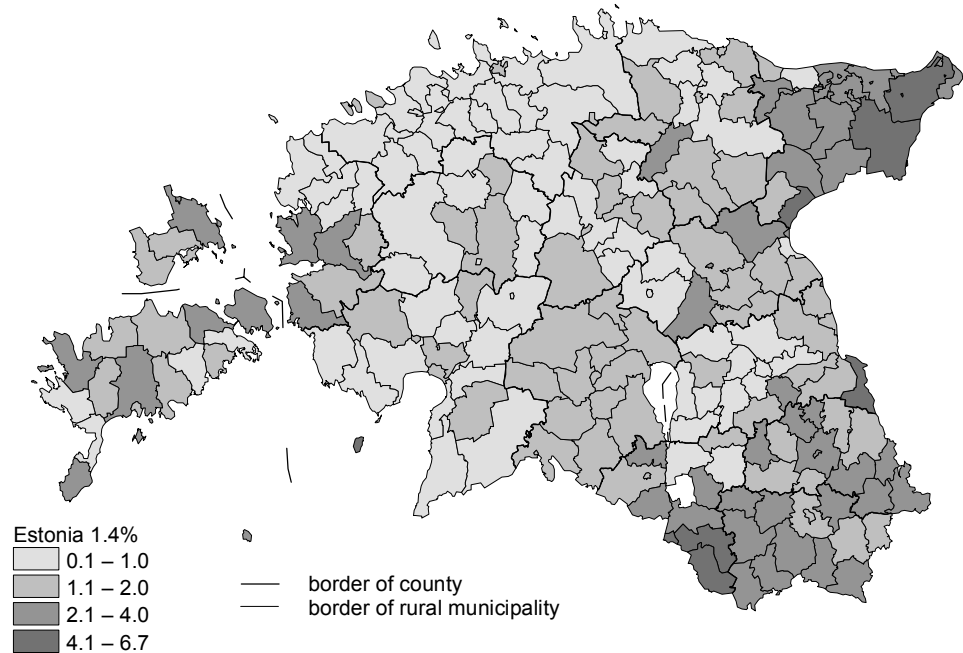 Estonia 1.4%
0.1 – 1.0
1.1 – 2.0
2.1 – 4.0
4.1 – 6.7
border of county
border of rural municipality